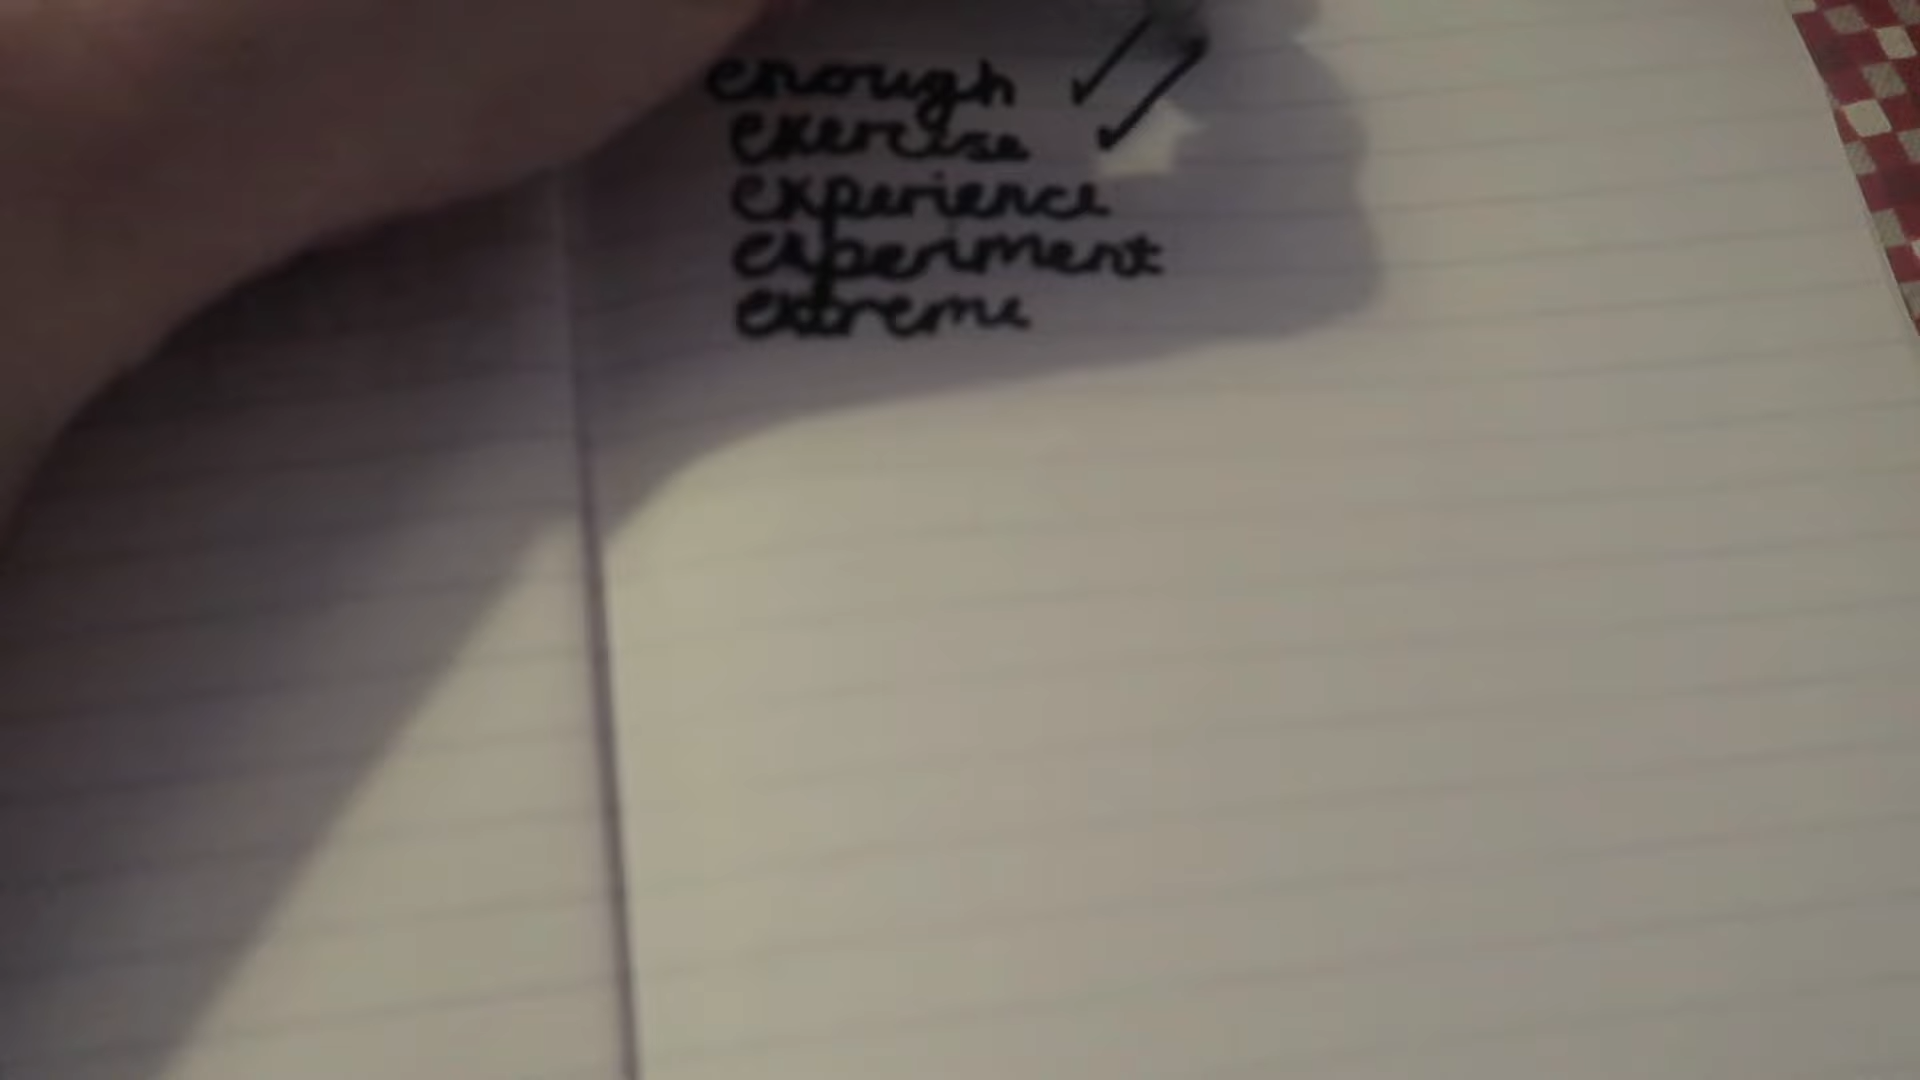 enough ✓
exercise ✓
experience
experiment
extreme